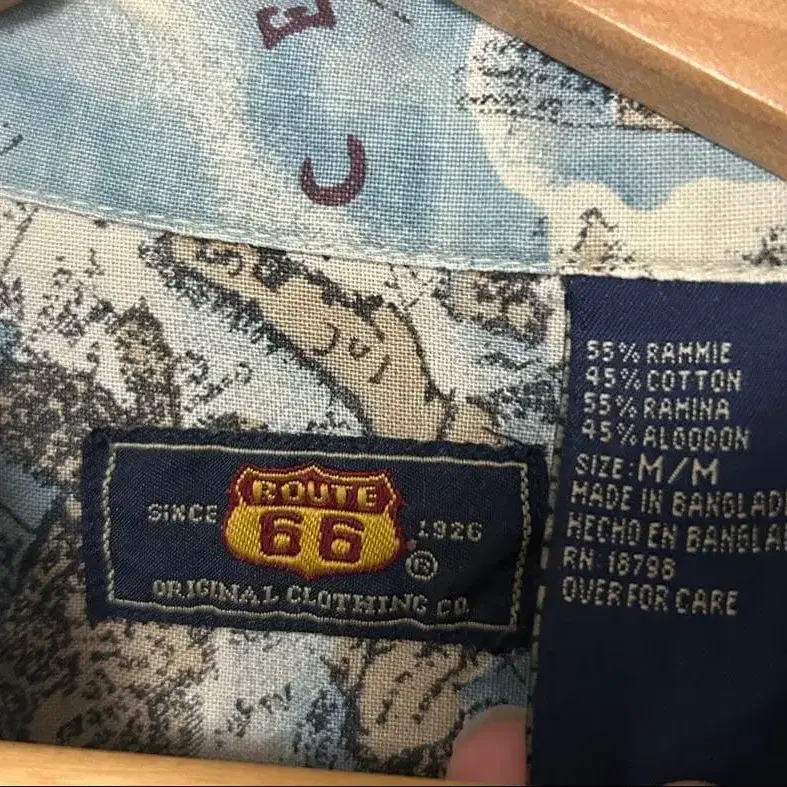 E
C
SINCE ROUTE 66 1926 ®
ORIGINAL CLOTHING CO.
55% RAMMIE
45% COTTON
55% RAMINA
45% ALGODON
SIZE: M/M
MADE IN BANGLAD
HECHO EN BANGLA
RN: 18798
OVER FOR CARE